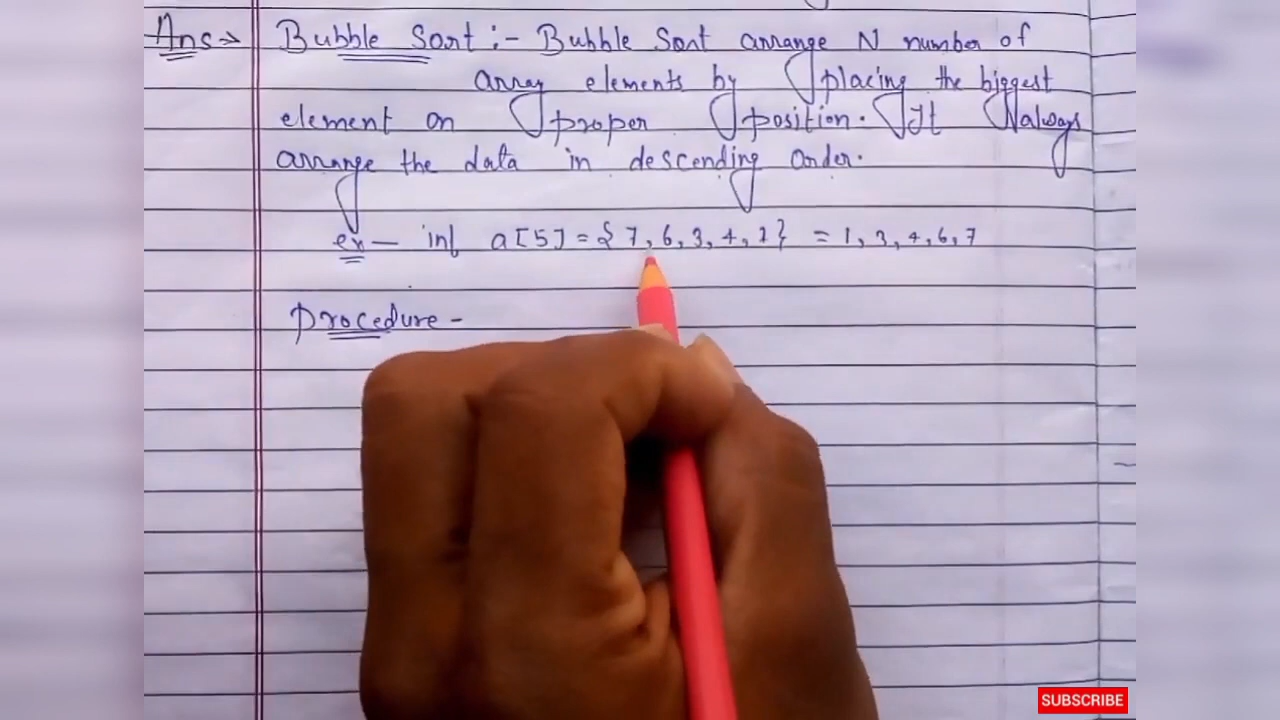 Ans → Bubble Sort :- Bubble Sort arrange N number of
array elements by placing the biggest
element on proper position. It always
arrange the data in descending order.
ex — int a[5] = {7, 6, 3, 4, 1} = 1, 3, 4, 6, 7
Procedure -
SUBSCRIBE